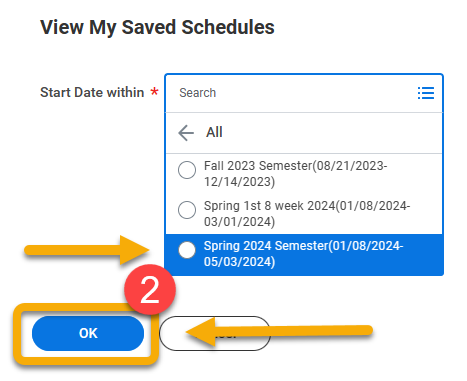 View My Saved Schedules
Start Date within *
Search
All
Fall 2023 Semester(08/21/2023-
12/14/2023)
Spring 1st 8 week 2024(01/08/2024-
03/01/2024)
Spring 2024 Semester(01/08/2024-
05/03/2024)
2
OK